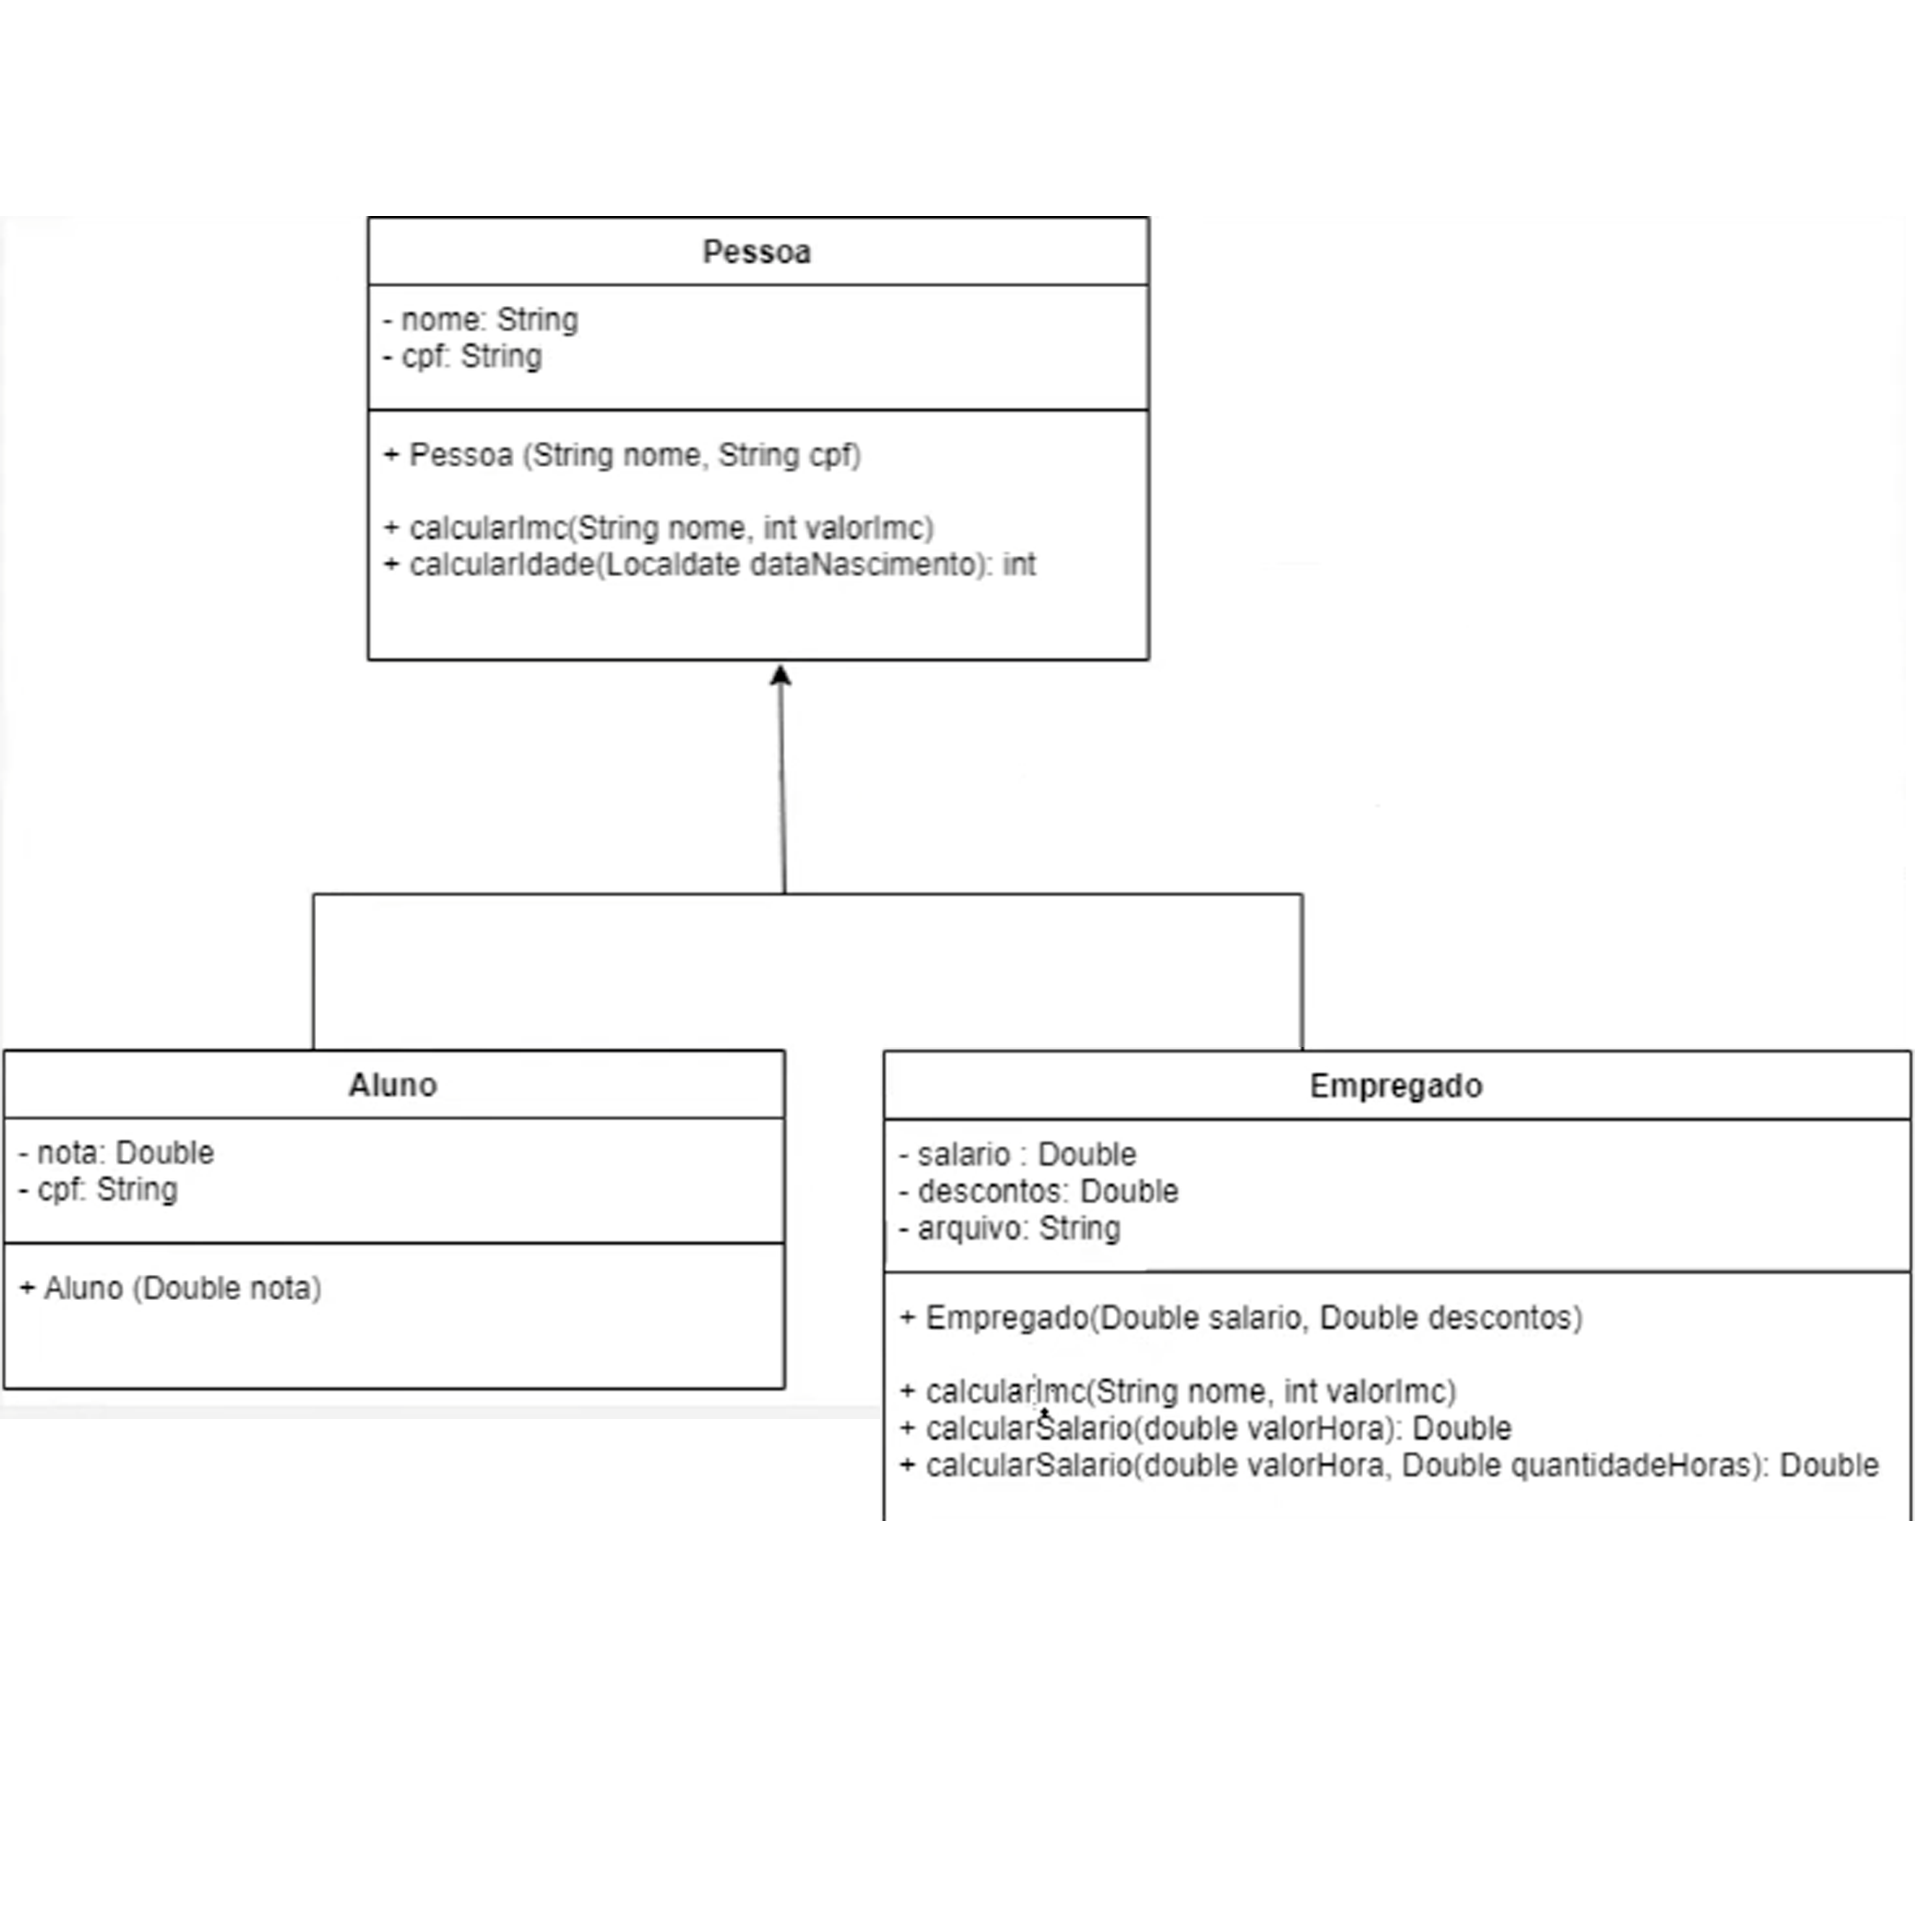 Pessoa
- nome: String
- cpf: String
+ Pessoa (String nome, String cpf)
+ calcularImc(String nome, int valorImc)
+ calcularIdade(Localdate dataNascimento): int
Aluno
- nota: Double
- cpf: String
+ Aluno (Double nota)
Empregado
- salario : Double
- descontos: Double
- arquivo: String
+ Empregado(Double salario, Double descontos)
+ calcularImc(String nome, int valorImc)
+ calcularSalario(double valorHora): Double
+ calcularSalario(double valorHora, Double quantidadeHoras): Double